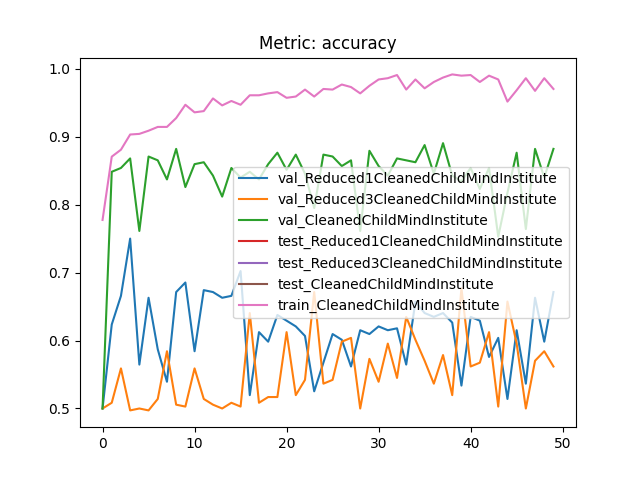 Metric: accuracy
1.0
0.9
0.8
0.7
0.6
0.5
val_Reduced1CleanedChildMindInstitute
val_Reduced3CleanedChildMindInstitute
val_CleanedChildMindInstitute
test_Reduced1CleanedChildMindInstitute
test_Reduced3CleanedChildMindInstitute
test_CleanedChildMindInstitute
train_CleanedChildMindInstitute
0 10 20 30 40 50